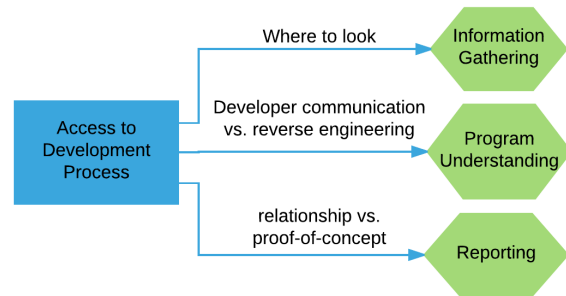 Access to
Development
Process
Where to look
Information
Gathering
Developer communication
vs. reverse engineering
Program
Understanding
relationship vs.
proof-of-concept
Reporting